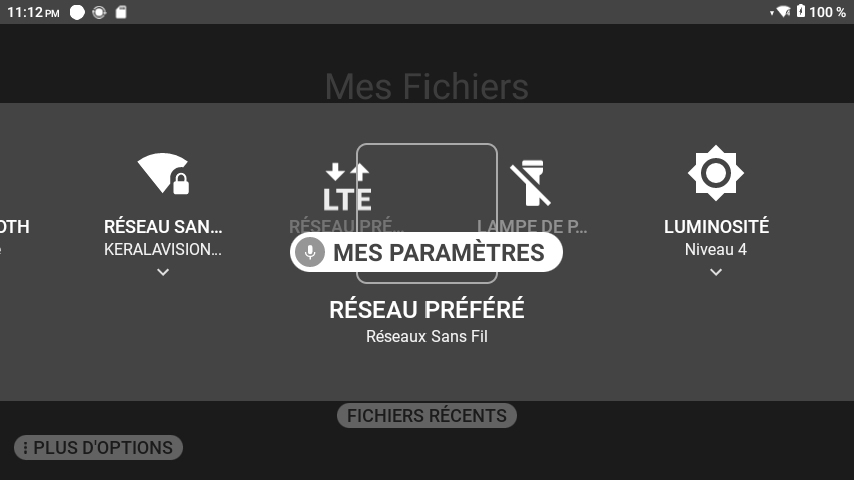 11:12 PM
100 %
Mes Fichiers
OTH
RÉSEAU SAN...
KERALAVISION...
LTE
RÉSEAU PRÉ...
LAMPE DE P...
LUMINOSITÉ
Niveau 4
MES PARAMÈTRES
RÉSEAU PRÉFÉRÉ
Réseaux Sans Fil
FICHIERS RÉCENTS
PLUS D'OPTIONS